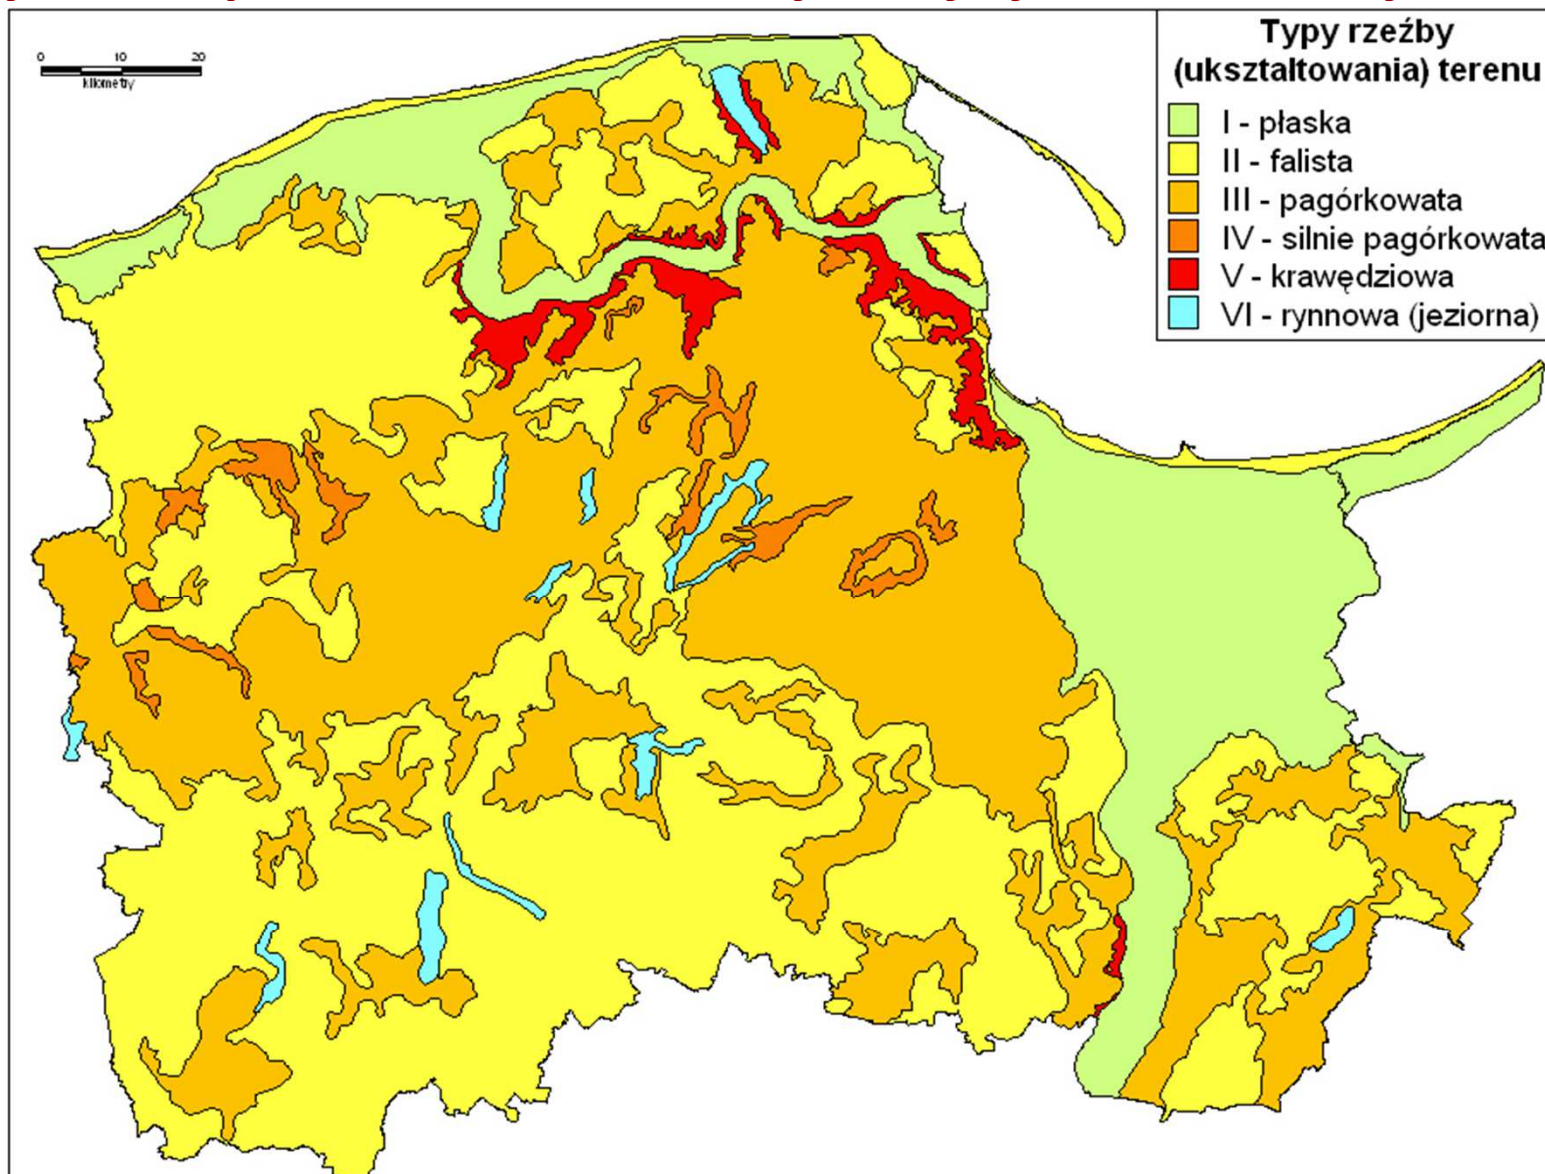 0 10 20
kilometry
Typy rzeźby
(ukształtowania) terenu
I - płaska
II - falista
III - pagórkowata
IV - silnie pagórkowata
V - krawędziowa
VI - rynnowa (jeziorna)